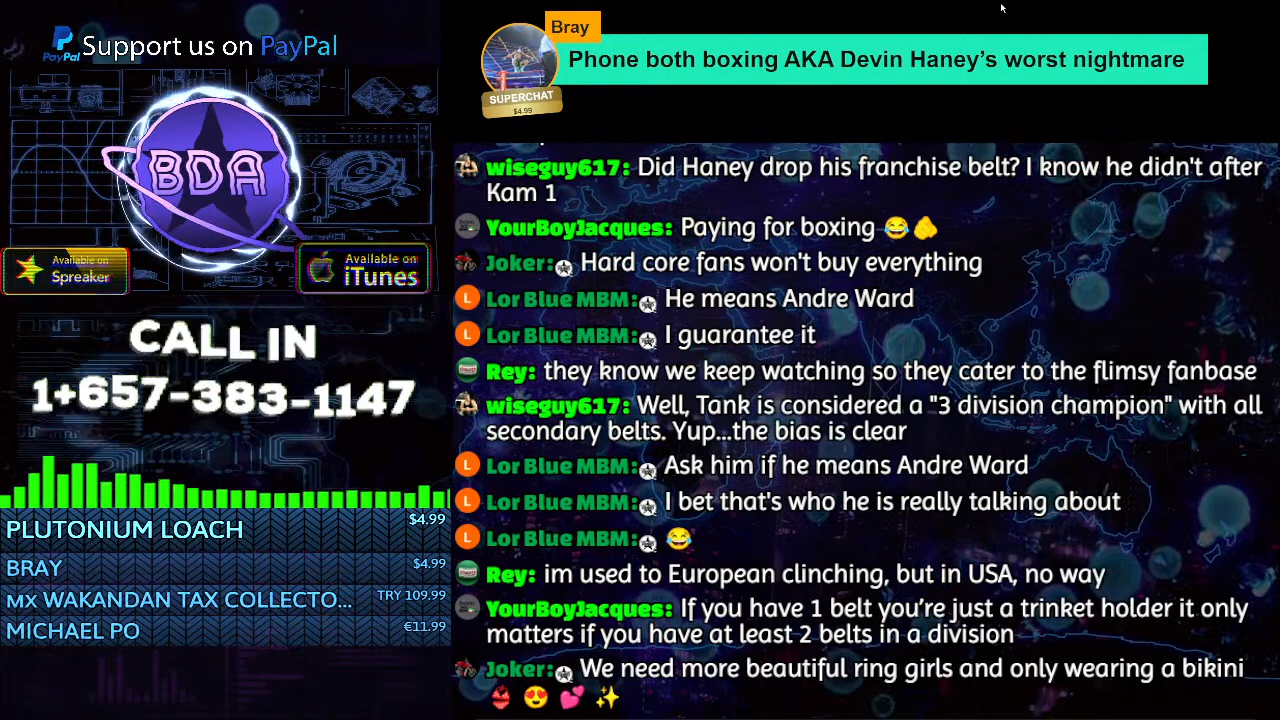 PayPal
Support us on PayPal
BDA
Available on
Spreaker
Available on
iTunes
CALL IN
1+657-383-1147
PLUTONIUM LOACH $4.99
BRAY $4.99
MX WAKANDAN TAX COLLECTO... TRY 109.99
MICHAEL PO €11.99
Bray
Phone both boxing AKA Devin Haney’s worst nightmare
SUPERCHAT
$4.99
wiseguy617: Did Haney drop his franchise belt? I know he didn't after
Kam 1
YourBoyJacques: Paying for boxing 😂🫵
Joker: Hard core fans won't buy everything
L Lor Blue MBM: He means Andre Ward
L Lor Blue MBM: I guarantee it
Rey: they know we keep watching so they cater to the flimsy fanbase
wiseguy617: Well, Tank is considered a "3 division champion" with all
secondary belts. Yup...the bias is clear
L Lor Blue MBM: Ask him if he means Andre Ward
L Lor Blue MBM: I bet that's who he is really talking about
L Lor Blue MBM: 😂
Rey: im used to European clinching, but in USA, no way
YourBoyJacques: If you have 1 belt you’re just a trinket holder it only
matters if you have at least 2 belts in a division
Joker: We need more beautiful ring girls and only wearing a bikini
👙 😍 💕 ✨